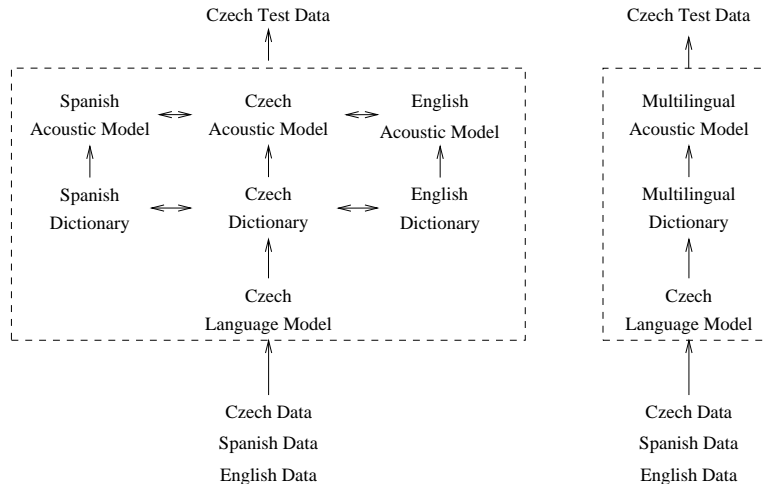 Czech Test Data
Spanish
Acoustic Model
Czech
Acoustic Model
English
Acoustic Model
Spanish
Dictionary
Czech
Dictionary
English
Dictionary
Czech
Language Model
Czech Data
Spanish Data
English Data
Czech Test Data
Multilingual
Acoustic Model
Multilingual
Dictionary
Czech
Language Model
Czech Data
Spanish Data
English Data